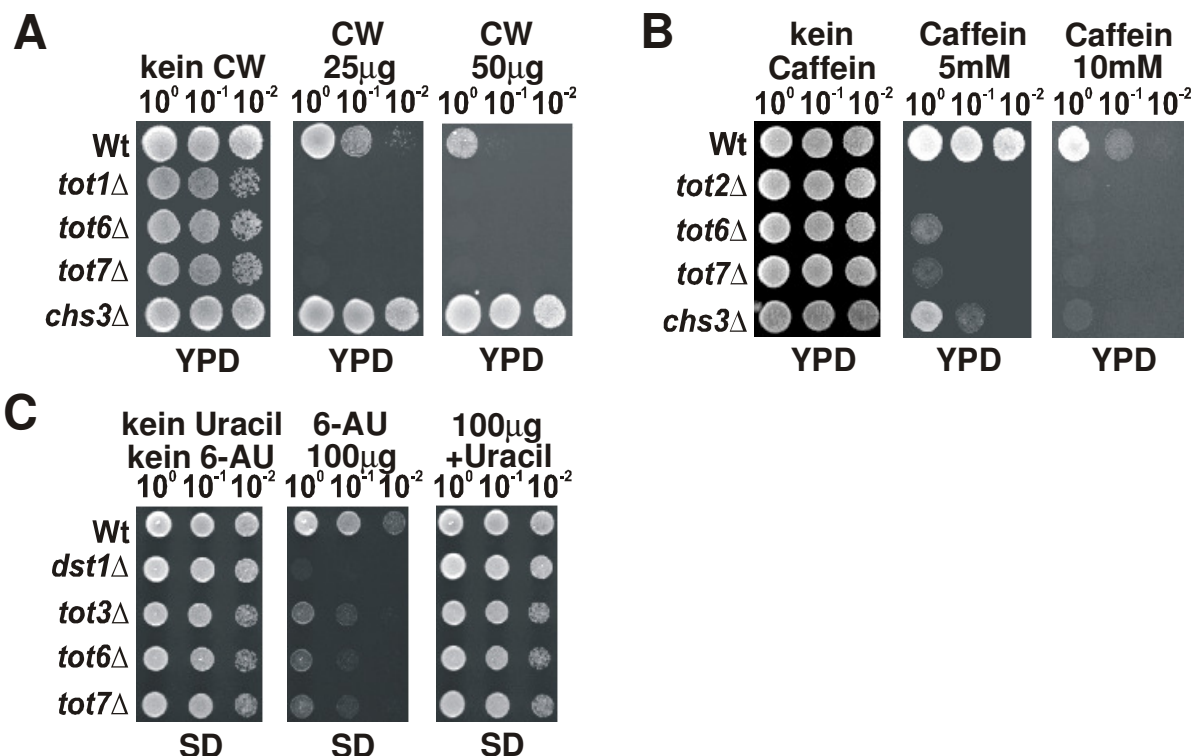 A
kein CW
CW
25µg
CW
50µg
10⁰ 10⁻¹ 10⁻²
10⁰ 10⁻¹ 10⁻²
10⁰ 10⁻¹ 10⁻²
Wt
tot1Δ
tot6Δ
tot7Δ
chs3Δ
YPD
YPD
YPD
B
kein
Caffein
Caffein
5mM
Caffein
10mM
10⁰ 10⁻¹ 10⁻²
10⁰ 10⁻¹ 10⁻²
10⁰ 10⁻¹ 10⁻²
Wt
tot2Δ
tot6Δ
tot7Δ
chs3Δ
YPD
YPD
YPD
C
kein Uracil
kein 6-AU
6-AU
100µg
100µg
+Uracil
10⁰ 10⁻¹ 10⁻²
10⁰ 10⁻¹ 10⁻²
10⁰ 10⁻¹ 10⁻²
Wt
dst1Δ
tot3Δ
tot6Δ
tot7Δ
SD
SD
SD